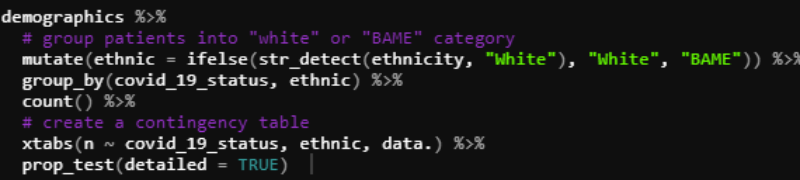 demographics %>%
# group patients into "white" or "BAME" category
mutate(ethnic = ifelse(str_detect(ethnicity, "White"), "White", "BAME")) %>%
group_by(covid_19_status, ethnic) %>%
count() %>%
# create a contingency table
xtabs(n ~ covid_19_status, ethnic, data.) %>%
prop_test(detailed = TRUE)